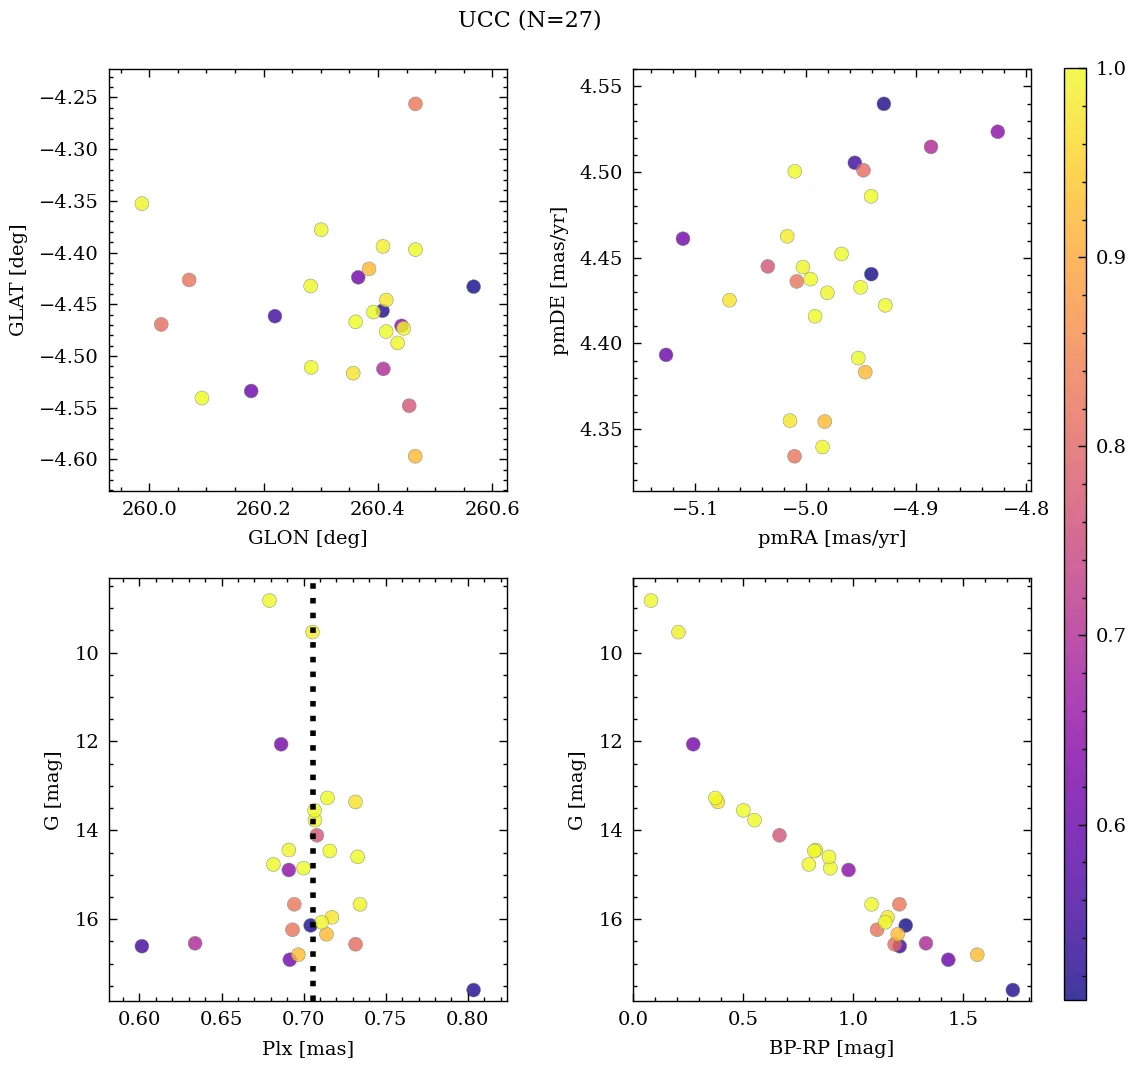 UCC (N=27)
−4.25
−4.30
−4.35
−4.40
−4.45
−4.50
−4.55
−4.60
GLAT [deg]
260.0 260.2 260.4 260.6
GLON [deg]
4.55
4.50
4.45
4.40
4.35
pmDE [mas/yr]
−5.1 −5.0 −4.9 −4.8
pmRA [mas/yr]
10
12
14
16
G [mag]
0.60 0.65 0.70 0.75 0.80
Plx [mas]
10
12
14
16
G [mag]
0.0 0.5 1.0 1.5
BP-RP [mag]
1.0
0.9
0.8
0.7
0.6